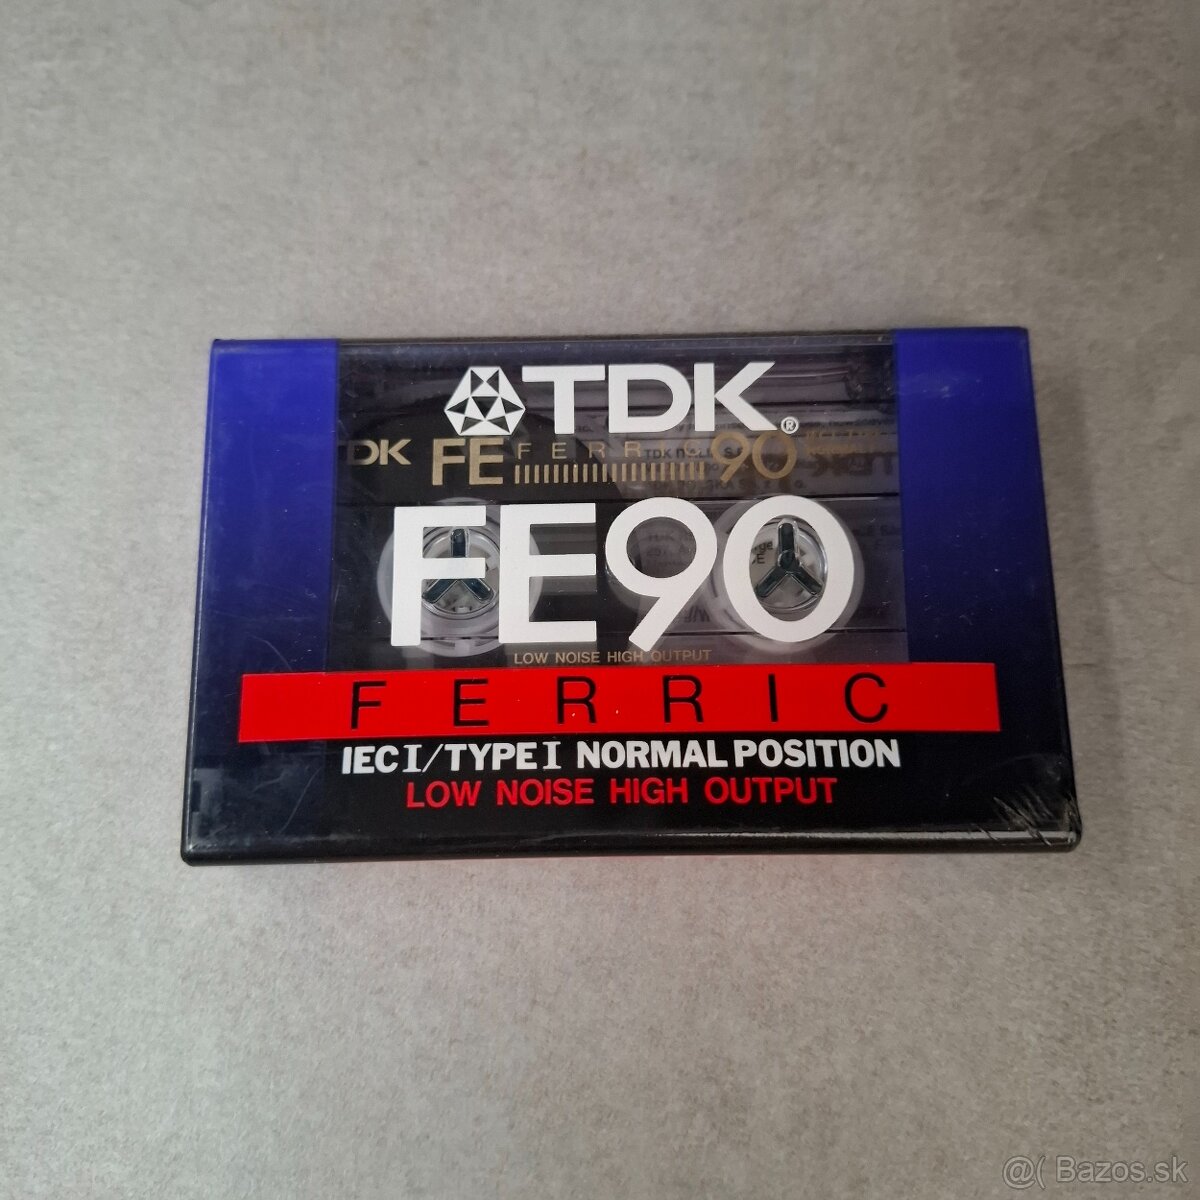 TDK®
TDK FE FERRIC 90
FE90
LOW NOISE HIGH OUTPUT
FERRIC
IEC I/TYPE I NORMAL POSITION
LOW NOISE HIGH OUTPUT
@( Bazos.sk